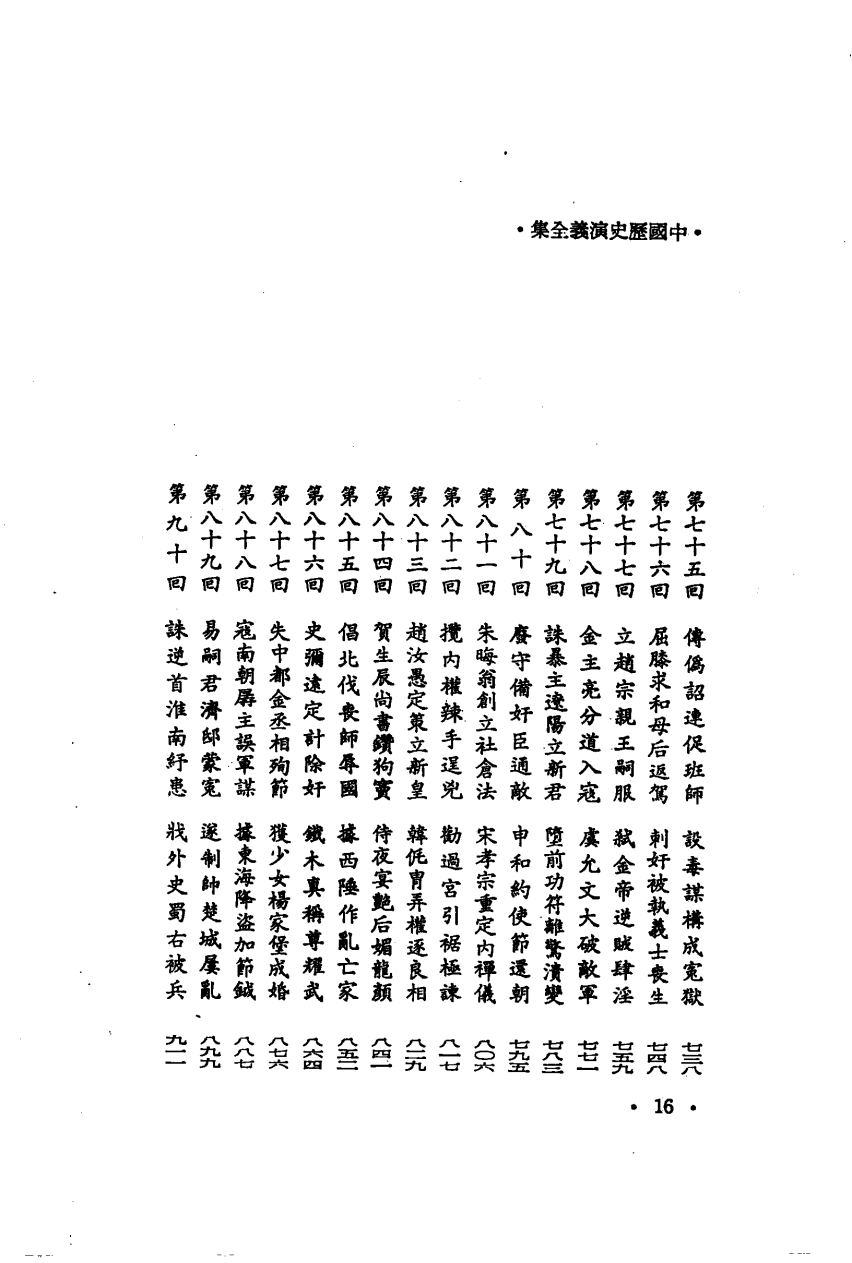 •中國歷史演義全集•
第七十五回 傳偽詔連促班師 設毒謀構成冤獄 七三八
第七十六回 屈膝求和母后返駕 刺奸被執義士喪生 七四八
第七十七回 立趙宗親王嗣服 弒金帝逆賊肆淫 七五九
第七十八回 金主亮分道入寇 虞允文大破敵軍 七七一
第七十九回 誅暴主遼陽立新君 墮前功符離驚潰變 七八三
第八十回 廢守備奸臣通敵 申和約使節還朝 七九五
第八十一回 朱晦翁創立社倉法 宋孝宗重定內禪儀 八〇六
第八十二回 攬內權辣手逞兇 勸過宮引裾極諫 八一七
第八十三回 趙汝愚定策立新皇 韓侂冑弄權逐良相 八二九
第八十四回 賀生辰尚書鑽狗竇 侍夜宴艷后媚龍顏 八四一
第八十五回 倡北伐喪師辱國 據西陲作亂亡家 八五二
第八十六回 史彌遠定計除奸 鐵木真稱尊耀武 八六四
第八十七回 失中都金丞相殉節 獲少女楊家堡成婚 八七六
第八十八回 寇南朝孱主誤軍謀 據東海降盜加節鉞 八八七
第八十九回 易嗣君濟邸蒙冤 逐制帥楚城屢亂 八九九
第九十回 誅逆首淮南紓患 戕外史蜀右被兵 九一一
• 16 •